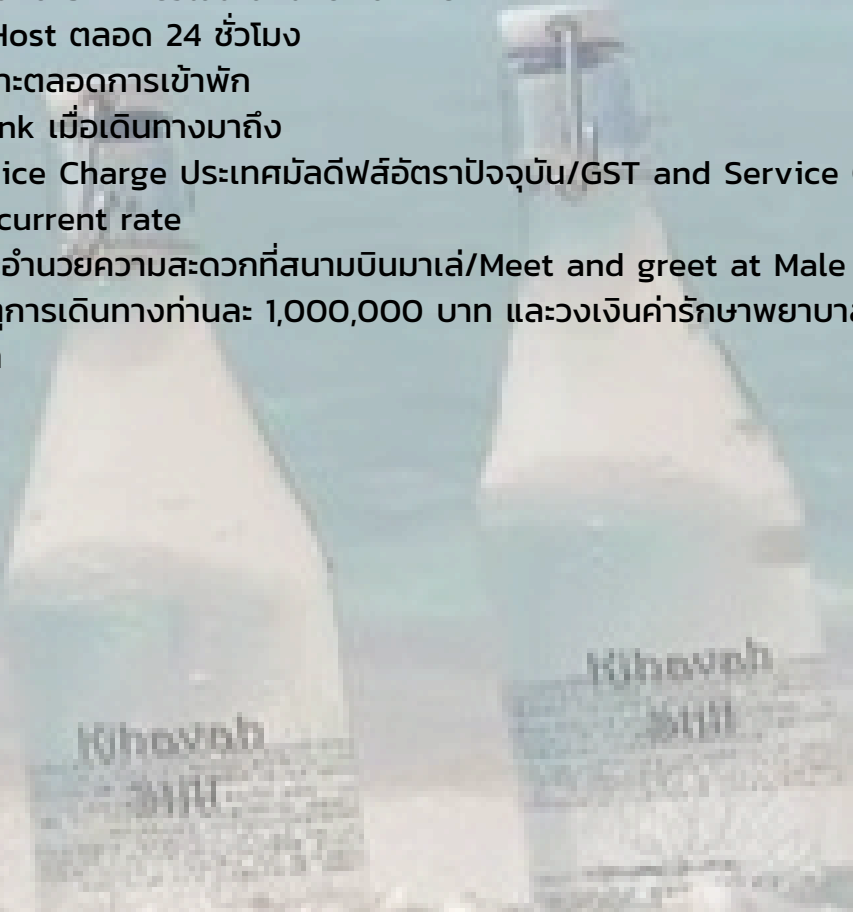 Host ตลอด 24 ชั่วโมง
าะตลอดการเข้าพัก
nk เมื่อเดินทางมาถึง
ice Charge ประเทศมัลดีฟส์อัตราปัจจุบัน/GST and Service
current rate
อำนวยความสะดวกที่สนามบินมาเล่/Meet and greet at Male
ุการเดินทางท่านละ 1,000,000 บาท และวงเงินค่ารักษาพยาบาล
Kihavah
Still
Kihavah
Still